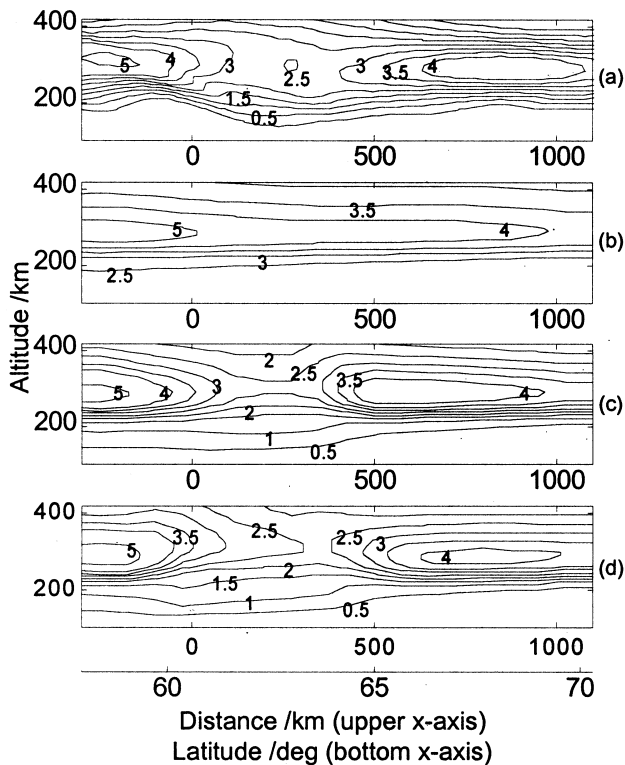 400
5 4 3 2.5 3 3.5 4
(a)
200
1.5
0.5
0 500 1000
400
3.5
5 4
(b)
200
3
2.5
0 500 1000
Altitude /km
400
2
2.5 3.5
5 4 3 4
(c)
2
200
1
0.5
0 500 1000
400
2.5 2.5
3.5 3
5 4
2
(d)
1.5
200
1 0.5
0 500 1000
60 65 70
Distance /km (upper x-axis)
Latitude /deg (bottom x-axis)